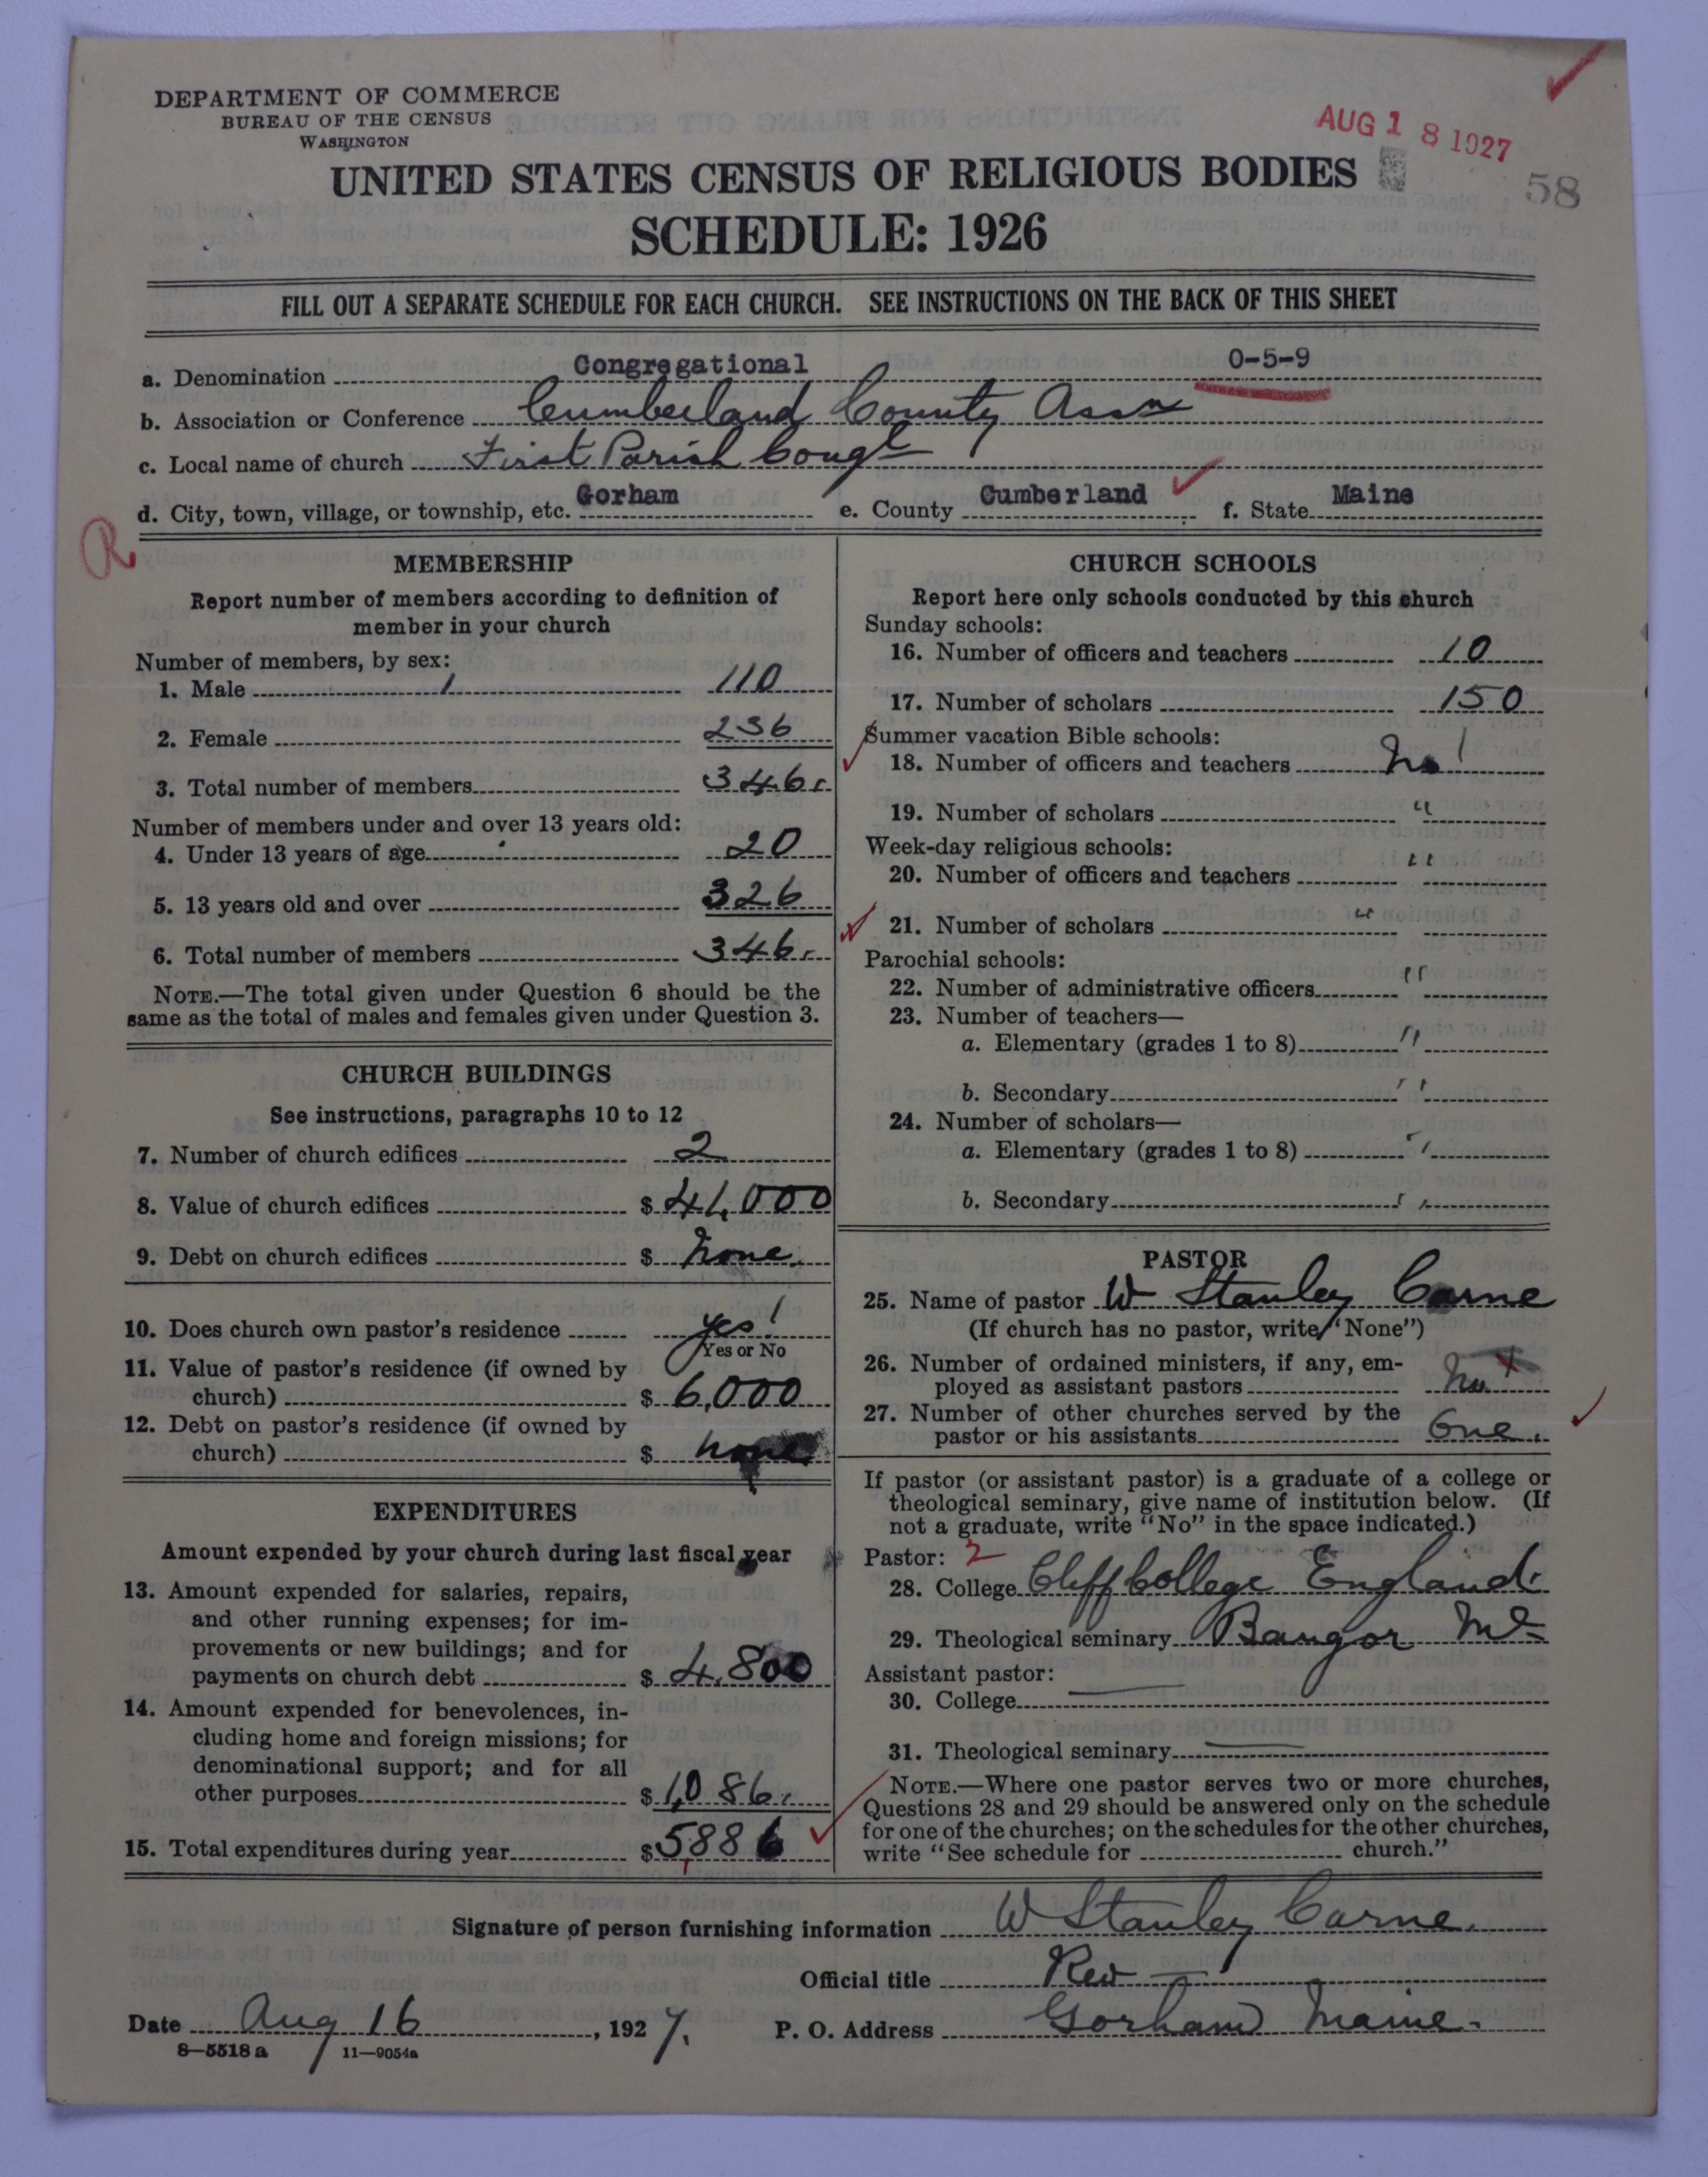 DEPARTMENT OF COMMERCE
BUREAU OF THE CENSUS
WASHINGTON
AUG 18 1927
UNITED STATES CENSUS OF RELIGIOUS BODIES
58
SCHEDULE: 1926
FILL OUT A SEPARATE SCHEDULE FOR EACH CHURCH. SEE INSTRUCTIONS ON THE BACK OF THIS SHEET
a. Denomination Congregational 0-5-9
b. Association or Conference Cumberland County Assn
c. Local name of church First Parish Congl
d. City, town, village, or township, etc. Gorham e. County Cumberland f. State Maine
R
MEMBERSHIP
Report number of members according to definition of
member in your church
Number of members, by sex:
1. Male 110
2. Female 236
3. Total number of members 346
Number of members under and over 13 years old:
4. Under 13 years of age 20
5. 13 years old and over 326
6. Total number of members 346
NOTE.—The total given under Question 6 should be the
same as the total of males and females given under Question 3.
CHURCH BUILDINGS
See instructions, paragraphs 10 to 12
7. Number of church edifices 2
8. Value of church edifices $ 41,000
9. Debt on church edifices $ None.
10. Does church own pastor's residence yes
Yes or No
11. Value of pastor's residence (if owned by
church) $ 6,000
12. Debt on pastor's residence (if owned by
church) $ none
EXPENDITURES
Amount expended by your church during last fiscal year
13. Amount expended for salaries, repairs,
and other running expenses; for im-
provements or new buildings; and for
payments on church debt $ 4,800
14. Amount expended for benevolences, in-
cluding home and foreign missions; for
denominational support; and for all
other purposes $ 1,086.
15. Total expenditures during year $ 5,886
CHURCH SCHOOLS
Report here only schools conducted by this church
Sunday schools:
16. Number of officers and teachers 10
17. Number of scholars 150
Summer vacation Bible schools:
18. Number of officers and teachers No
19. Number of scholars "
Week-day religious schools:
20. Number of officers and teachers "
21. Number of scholars "
Parochial schools:
22. Number of administrative officers "
23. Number of teachers—
a. Elementary (grades 1 to 8) "
b. Secondary "
24. Number of scholars—
a. Elementary (grades 1 to 8) "
b. Secondary "
PASTOR
25. Name of pastor W Stanley Carne
(If church has no pastor, write "None")
26. Number of ordained ministers, if any, em-
ployed as assistant pastors No
27. Number of other churches served by the
pastor or his assistants One.
If pastor (or assistant pastor) is a graduate of a college or
theological seminary, give name of institution below. (If
not a graduate, write "No" in the space indicated.)
Pastor: 2
28. College Cliff College England.
29. Theological seminary Bangor Me
Assistant pastor:
30. College
31. Theological seminary
NOTE.—Where one pastor serves two or more churches,
Questions 28 and 29 should be answered only on the schedule
for one of the churches; on the schedules for the other churches,
write "See schedule for church."
Signature of person furnishing information W Stanley Carne.
Official title Rev
Date Aug 16, 1927. P. O. Address Gorham Maine.
8—5518 a 11—9054a